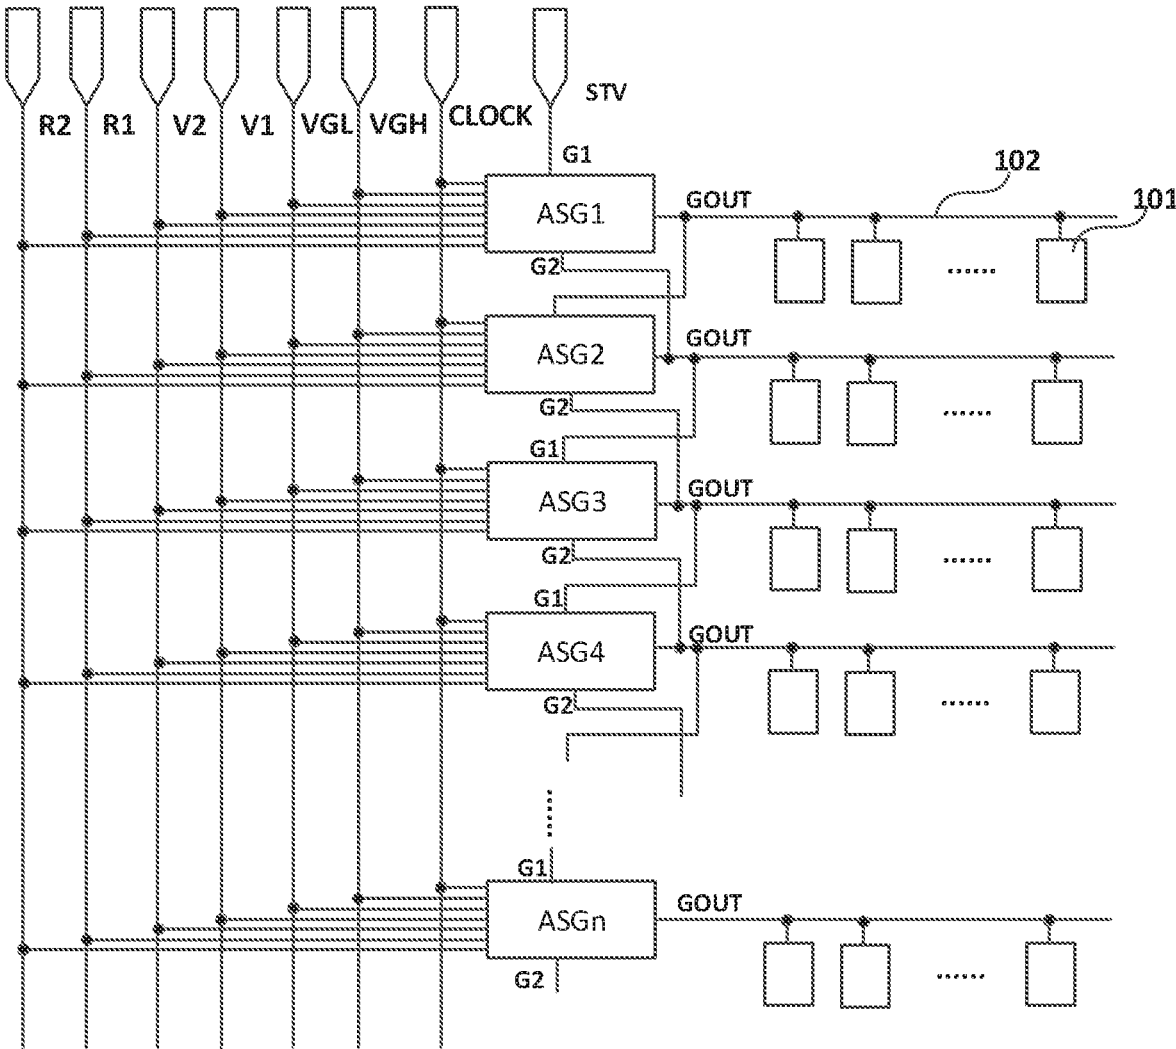 STV
R2 R1 V2 V1 VGL VGH CLOCK
G1
102
101
ASG1
GOUT
G2
ASG2
GOUT
G2
G1
ASG3
GOUT
G2
G1
ASG4
GOUT
G2
G1
ASGn
GOUT
G2